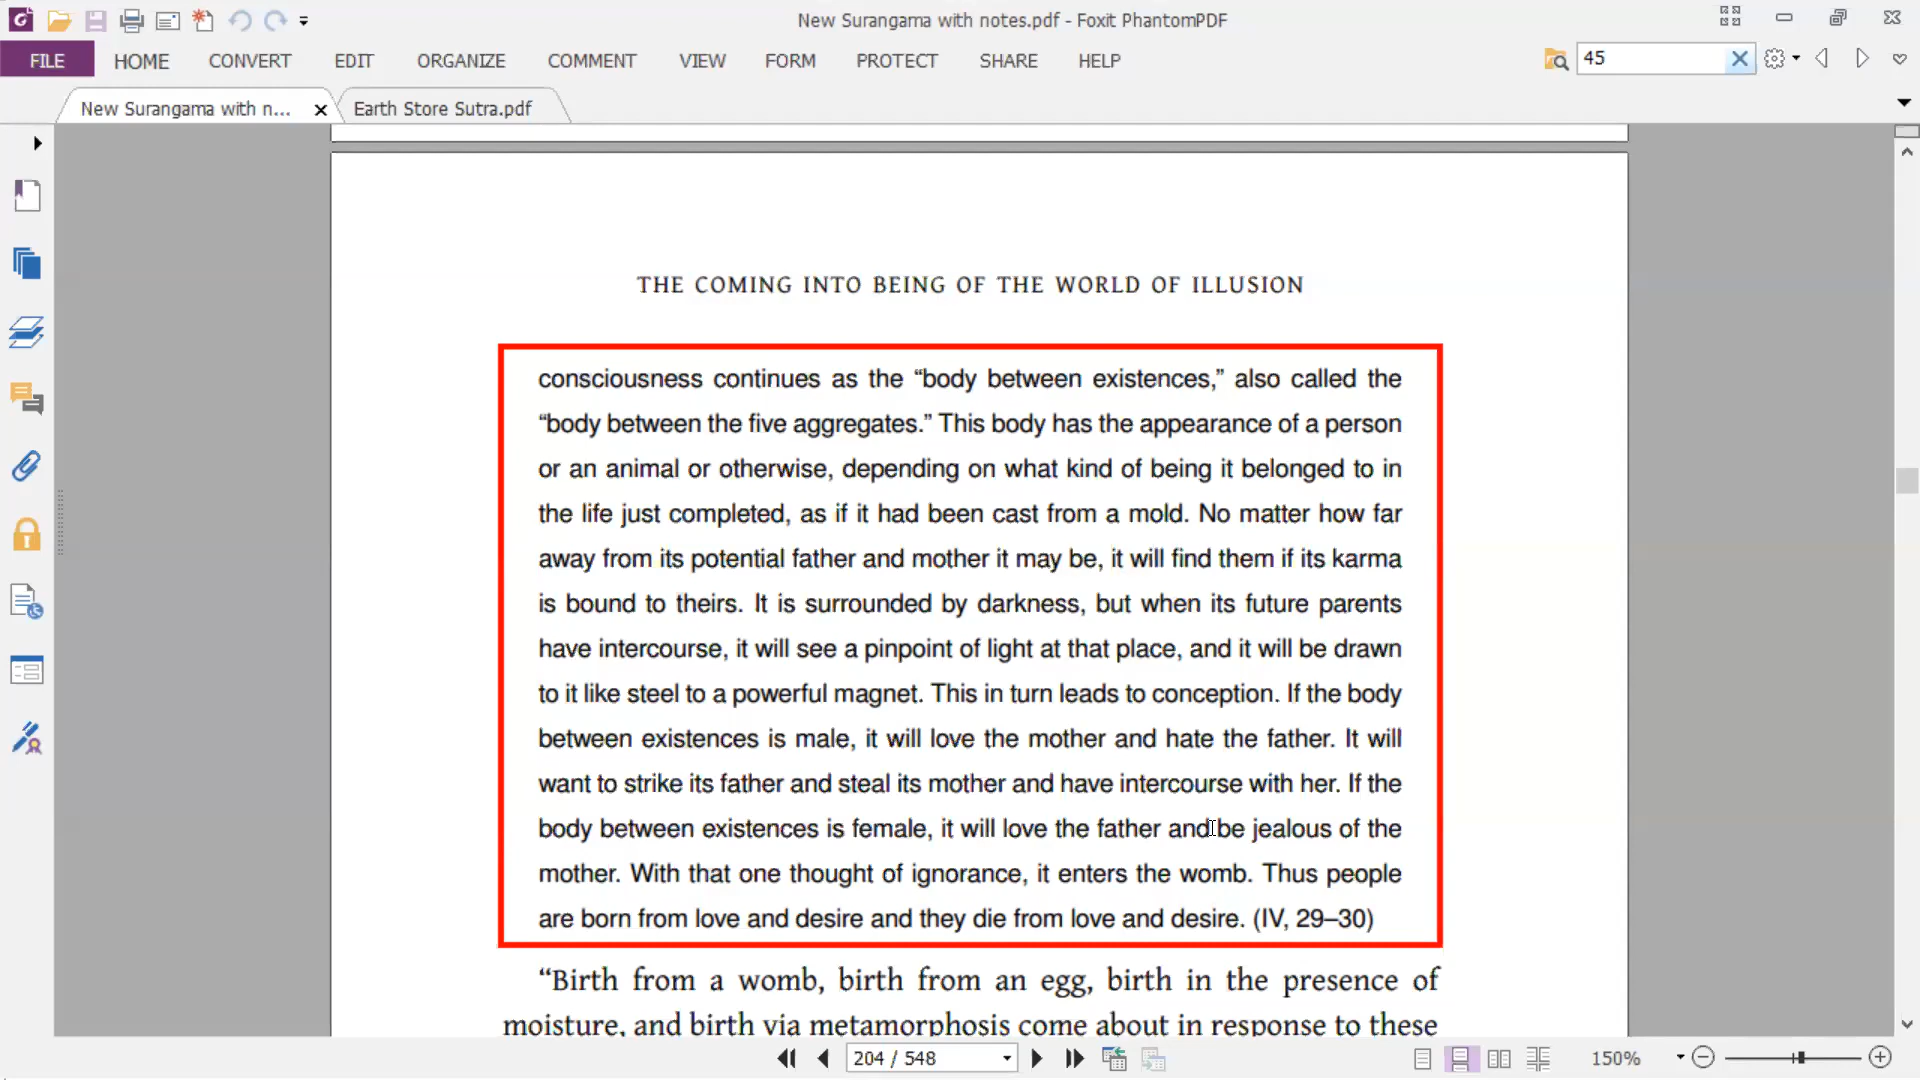 New Surangama with notes.pdf - Foxit PhantomPDF
FILE HOME CONVERT EDIT ORGANIZE COMMENT VIEW FORM PROTECT SHARE HELP 45
New Surangama with n... Earth Store Sutra.pdf
THE COMING INTO BEING OF THE WORLD OF ILLUSION
consciousness continues as the “body between existences,” also called the
“body between the five aggregates.” This body has the appearance of a person
or an animal or otherwise, depending on what kind of being it belonged to in
the life just completed, as if it had been cast from a mold. No matter how far
away from its potential father and mother it may be, it will find them if its karma
is bound to theirs. It is surrounded by darkness, but when its future parents
have intercourse, it will see a pinpoint of light at that place, and it will be drawn
to it like steel to a powerful magnet. This in turn leads to conception. If the body
between existences is male, it will love the mother and hate the father. It will
want to strike its father and steal its mother and have intercourse with her. If the
body between existences is female, it will love the father and be jealous of the
mother. With that one thought of ignorance, it enters the womb. Thus people
are born from love and desire and they die from love and desire. (IV, 29–30)
“Birth from a womb, birth from an egg, birth in the presence of
moisture, and birth via metamorphosis come about in response to these
204 / 548 150%